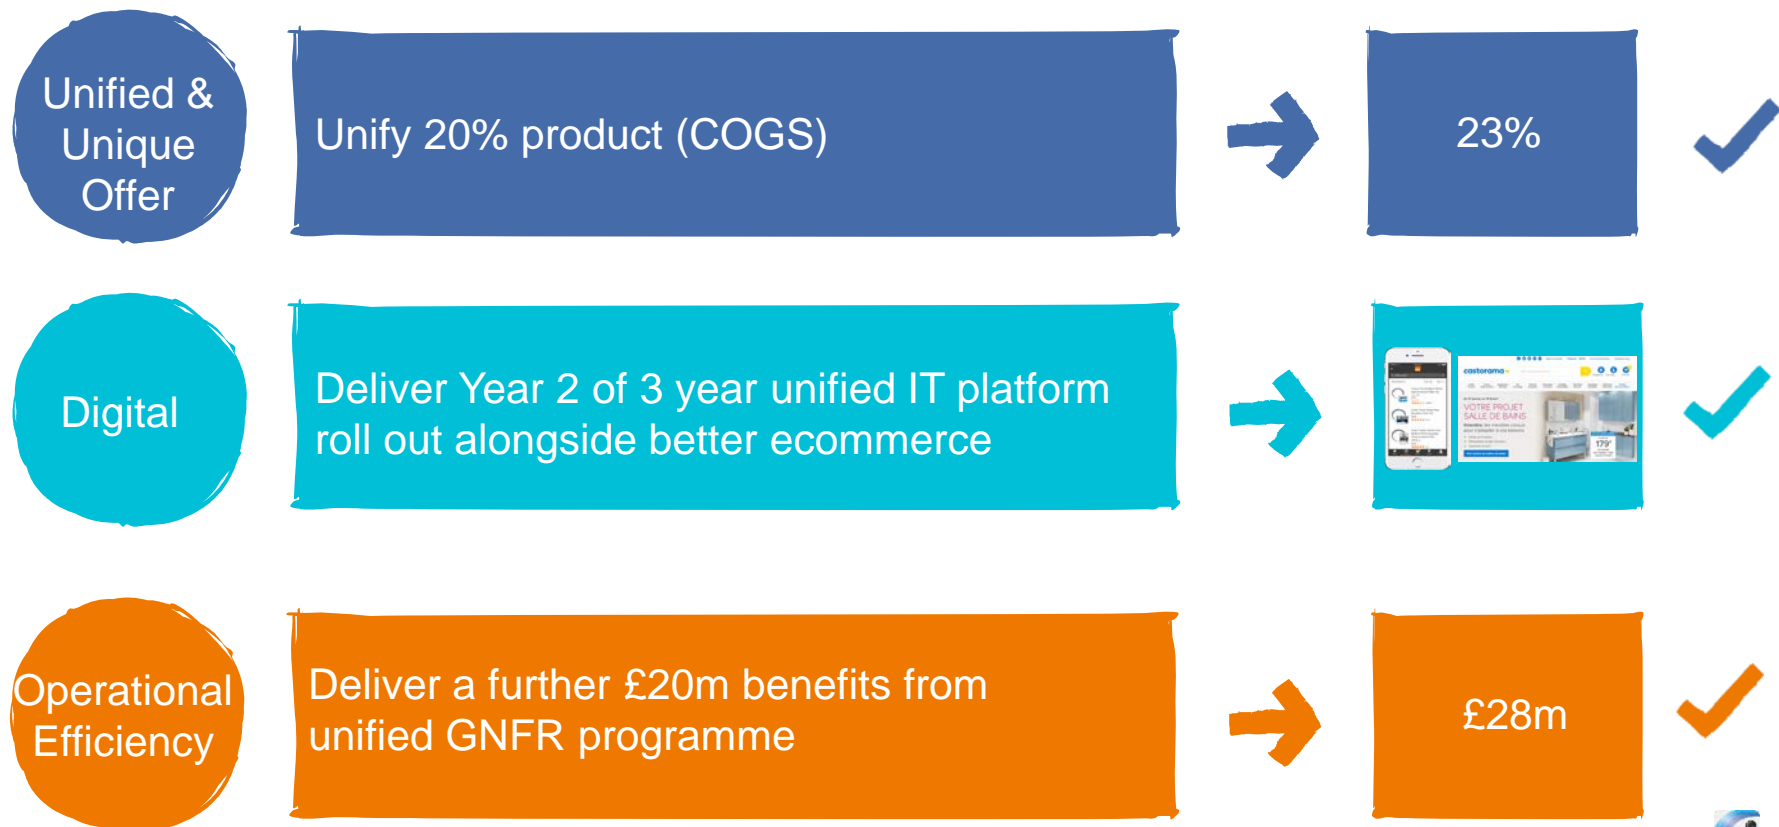 Unified &
Unique
Offer
Unify 20% product (COGS)
23%
Digital
Deliver Year 2 of 3 year unified IT platform
roll out alongside better ecommerce
castorama
VOTRE PROJET
SALLE DE BAINS
179€
Operational
Efficiency
Deliver a further £20m benefits from
unified GNFR programme
£28m